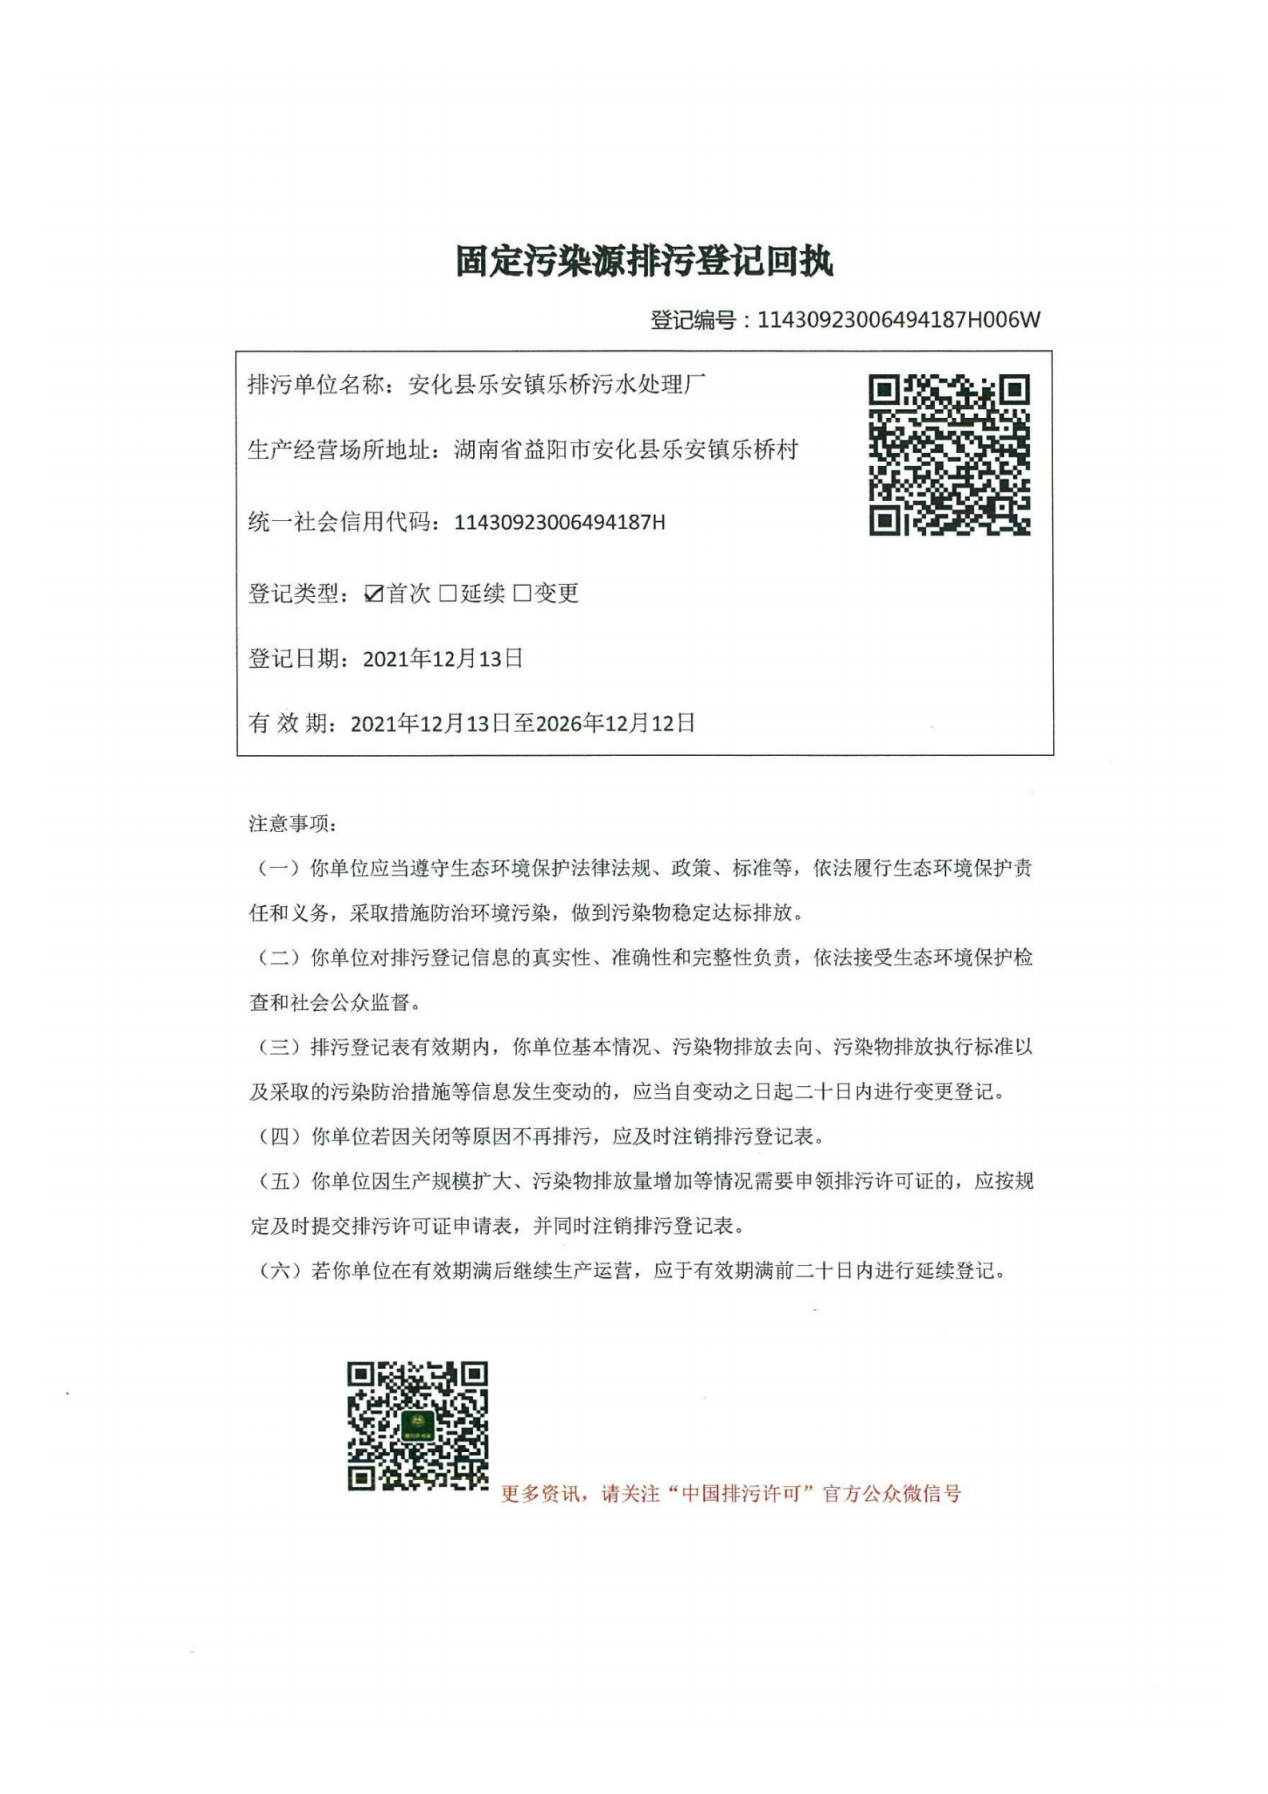 固定污染源排污登记回执
登记编号：11430923006494187H006W
排污单位名称：安化县乐安镇乐桥污水处理厂
生产经营场所地址：湖南省益阳市安化县乐安镇乐桥村
统一社会信用代码：11430923006494187H
登记类型：☑首次 □延续 □变更
登记日期：2021年12月13日
有 效 期：2021年12月13日至2026年12月12日
注意事项：
（一）你单位应当遵守生态环境保护法律法规、政策、标准等，依法履行生态环境保护责
任和义务，采取措施防治环境污染，做到污染物稳定达标排放。
（二）你单位对排污登记信息的真实性、准确性和完整性负责，依法接受生态环境保护检
查和社会公众监督。
（三）排污登记表有效期内，你单位基本情况、污染物排放去向、污染物排放执行标准以
及采取的污染防治措施等信息发生变动的，应当自变动之日起二十日内进行变更登记。
（四）你单位若因关闭等原因不再排污，应及时注销排污登记表。
（五）你单位因生产规模扩大、污染物排放量增加等情况需要申领排污许可证的，应按规
定及时提交排污许可证申请表，并同时注销排污登记表。
（六）若你单位在有效期满后继续生产运营，应于有效期满前二十日内进行延续登记。
更多资讯，请关注“中国排污许可”官方公众微信号